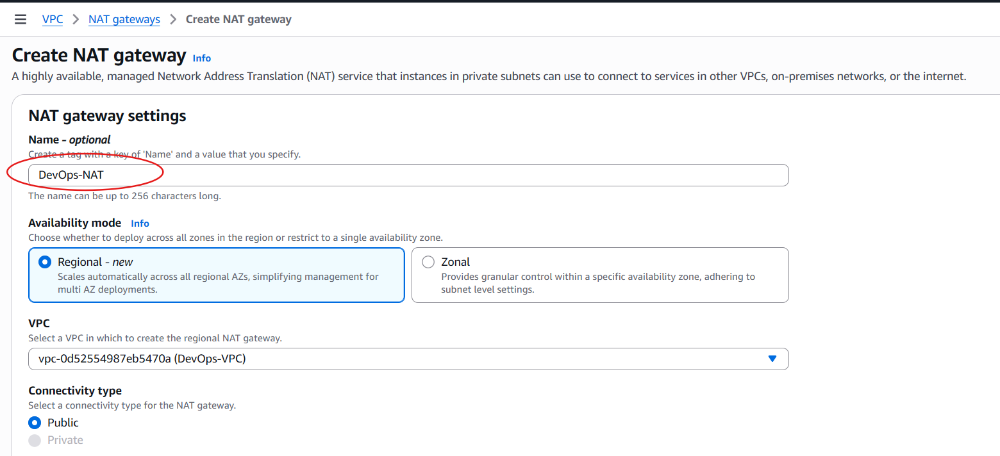 VPC > NAT gateways > Create NAT gateway
Create NAT gateway Info
A highly available, managed Network Address Translation (NAT) service that instances in private subnets can use to connect to services in other VPCs, on-premises networks, or the internet.
NAT gateway settings
Name - optional
Create a tag with a key of 'Name' and a value that you specify.
DevOps-NAT
The name can be up to 256 characters long.
Availability mode Info
Choose whether to deploy across all zones in the region or restrict to a single availability zone.
Regional - new
Scales automatically across all regional AZs, simplifying management for
multi AZ deployments.
Zonal
Provides granular control within a specific availability zone, adhering to
subnet level settings.
VPC
Select a VPC in which to create the regional NAT gateway.
vpc-0d52554987eb5470a (DevOps-VPC)
Connectivity type
Select a connectivity type for the NAT gateway.
Public
Private